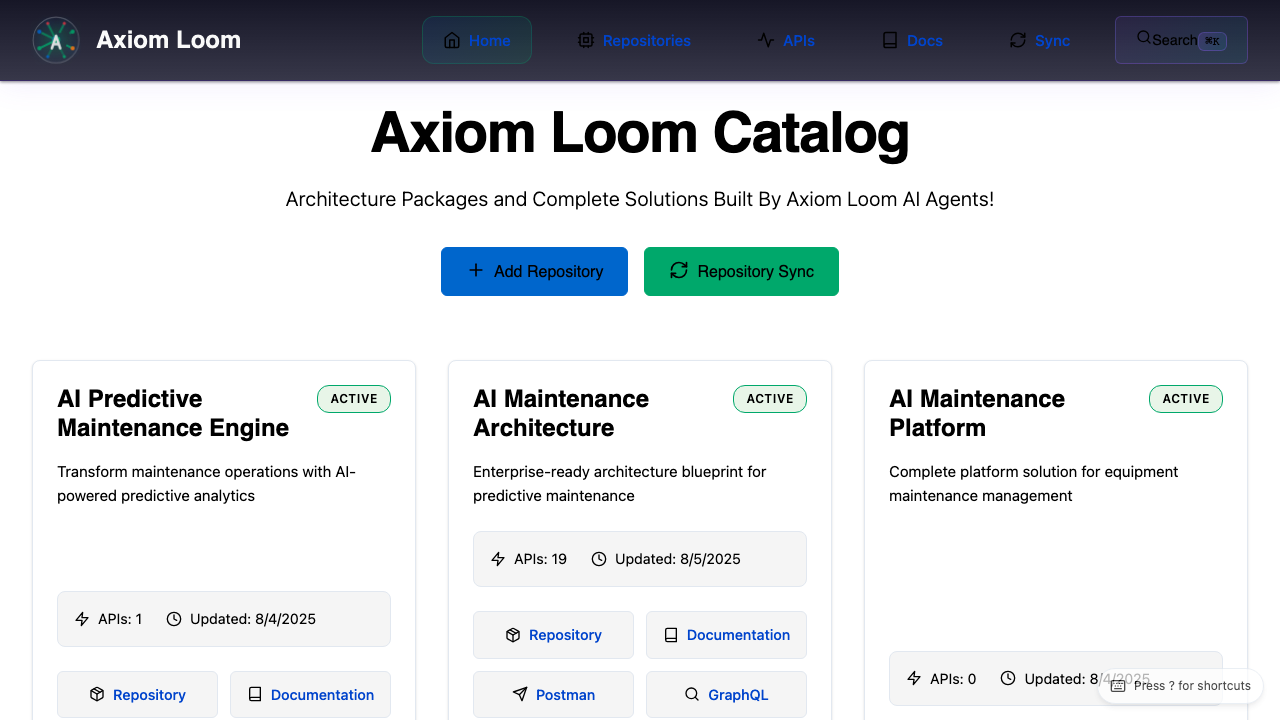 A
Axiom Loom
Home
Repositories
APIs
Docs
Sync
Search ⌘K
Axiom Loom Catalog
Architecture Packages and Complete Solutions Built By Axiom Loom AI Agents!
Add Repository
Repository Sync
AI Predictive
Maintenance Engine
ACTIVE
Transform maintenance operations with AI-
powered predictive analytics
APIs: 1
Updated: 8/4/2025
Repository
Documentation
AI Maintenance
Architecture
ACTIVE
Enterprise-ready architecture blueprint for
predictive maintenance
APIs: 19
Updated: 8/5/2025
Repository
Documentation
Postman
GraphQL
AI Maintenance
Platform
ACTIVE
Complete platform solution for equipment
maintenance management
APIs: 0
Updated: 8/4/2025
Press ? for shortcuts